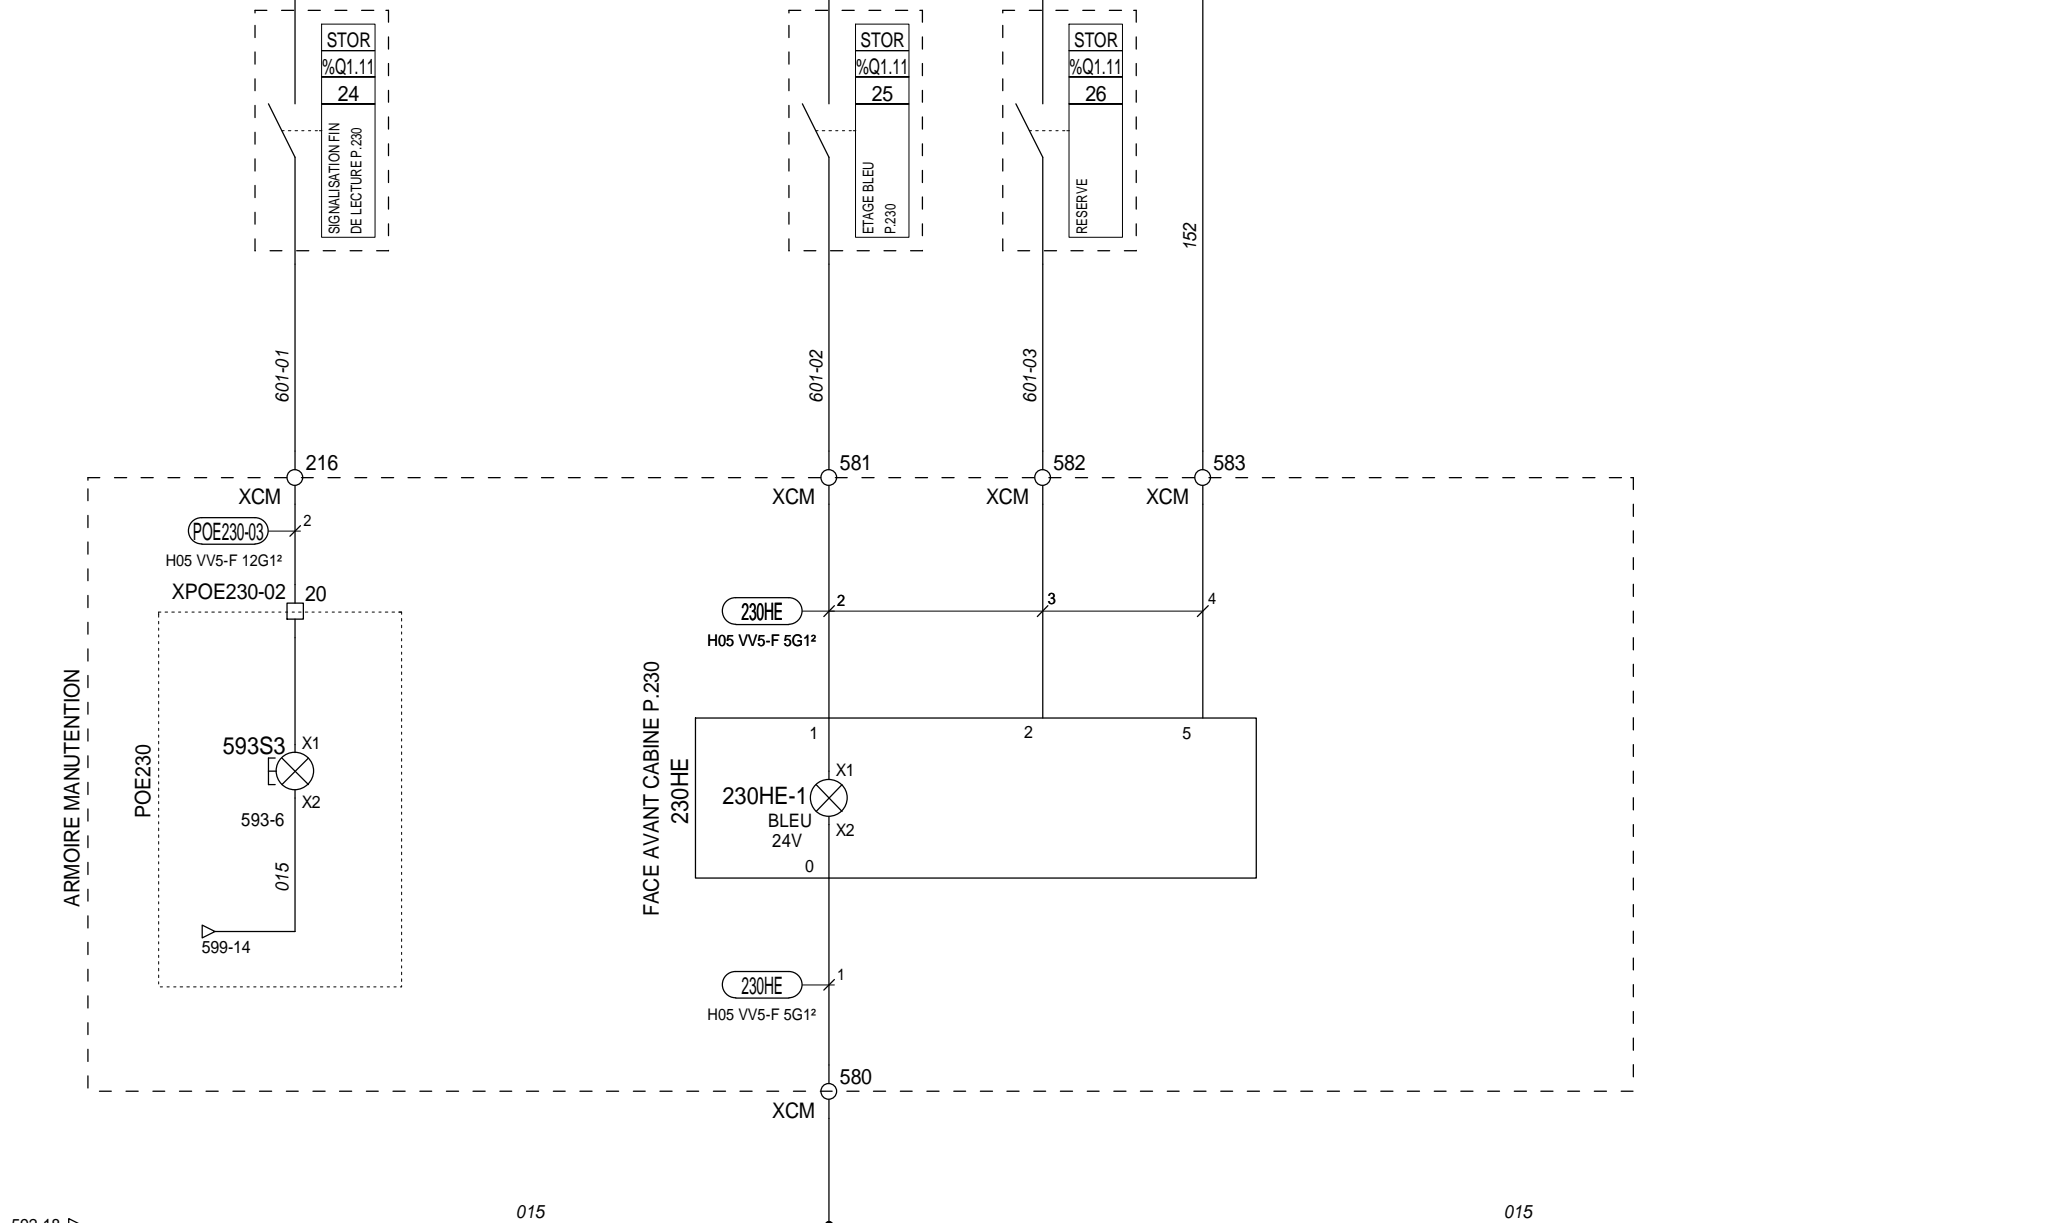 STOR
%Q1.11
24
SIGNALISATION FIN
DE LECTURE P.230
STOR
%Q1.11
25
ETAGE BLEU
P.230
STOR
%Q1.11
26
RESERVE
152
601-01
601-02
601-03
216
XCM
581
XCM
582
XCM
583
XCM
POE230-03
2
H05 VV5-F 12G1²
XPOE230-02
20
230HE
2
3
4
H05 VV5-F 5G1²
ARMOIRE MANUTENTION
POE230
593S3
X1
X2
593-6
015
599-14
FACE AVANT CABINE P.230
230HE
1
2
5
230HE-1
X1
BLEU
24V
X2
0
230HE
1
H05 VV5-F 5G1²
580
XCM
015
015